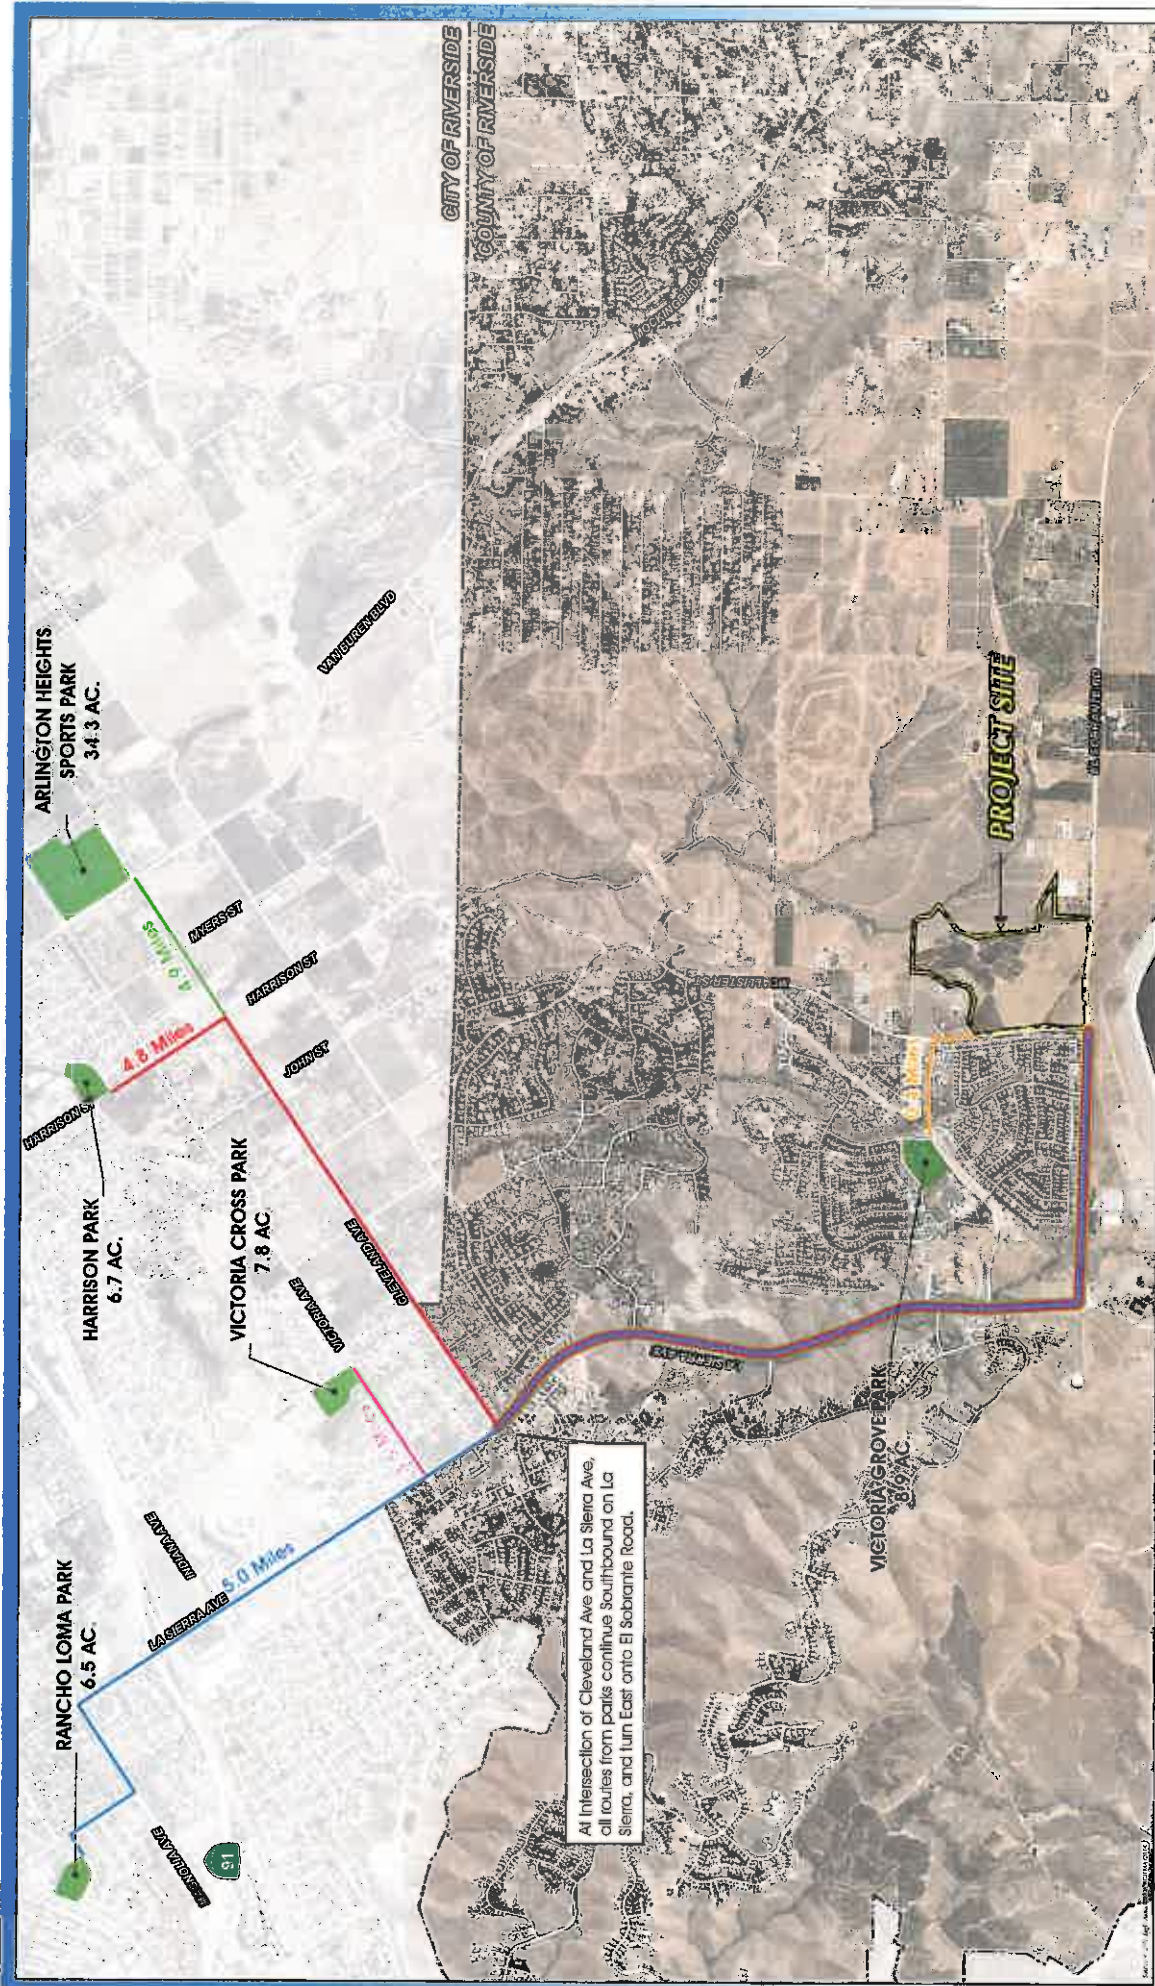 RANCHO LOMA PARK
6.5 AC.
HARRISON PARK
6.7 AC.
VICTORIA CROSS PARK
7.8 AC.
ARLINGTON HEIGHTS
SPORTS PARK
34.3 AC.
HARRISON ST
4.8 Miles
4.9 Miles
MYERS ST
HARRISON ST
JOHN ST
VAN BUREN BLVD
CLEVELAND AVE
VICTORIA AVE
INDIANA AVE
LA SIERRA AVE
5.0 Miles
MAGNOLIA AVE
91
CITY OF RIVERSIDE
COUNTY OF RIVERSIDE
MOCKINGBIRD CANYON RD
At Intersection of Cleveland Ave and La Sierra Ave,
all routes from parks continue Southbound on La
Sierra, and turn East onto El Sobrante Road.
LA SIERRA AVE
VICTORIA GROVE PARK
8.9 AC.
PROJECT SITE